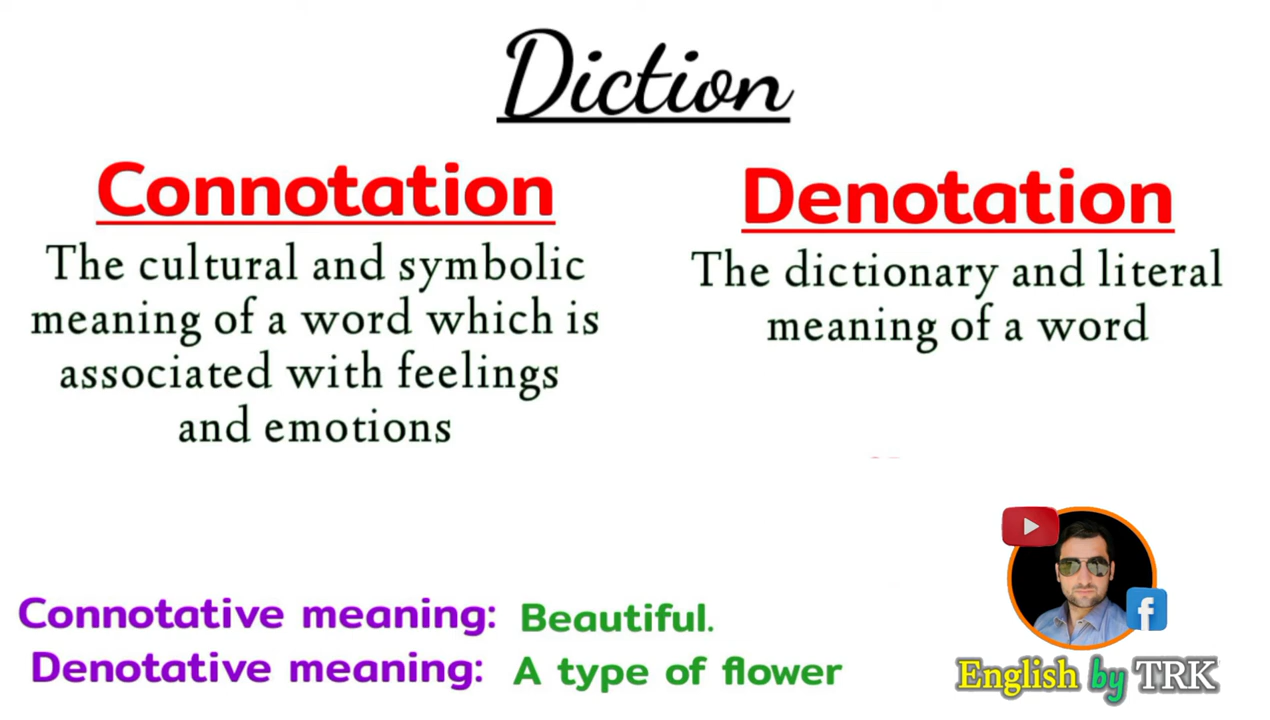 Diction
Connotation
The cultural and symbolic
meaning of a word which is
associated with feelings
and emotions
Denotation
The dictionary and literal
meaning of a word
Connotative meaning: Beautiful.
Denotative meaning: A type of flower
f
English by TRK